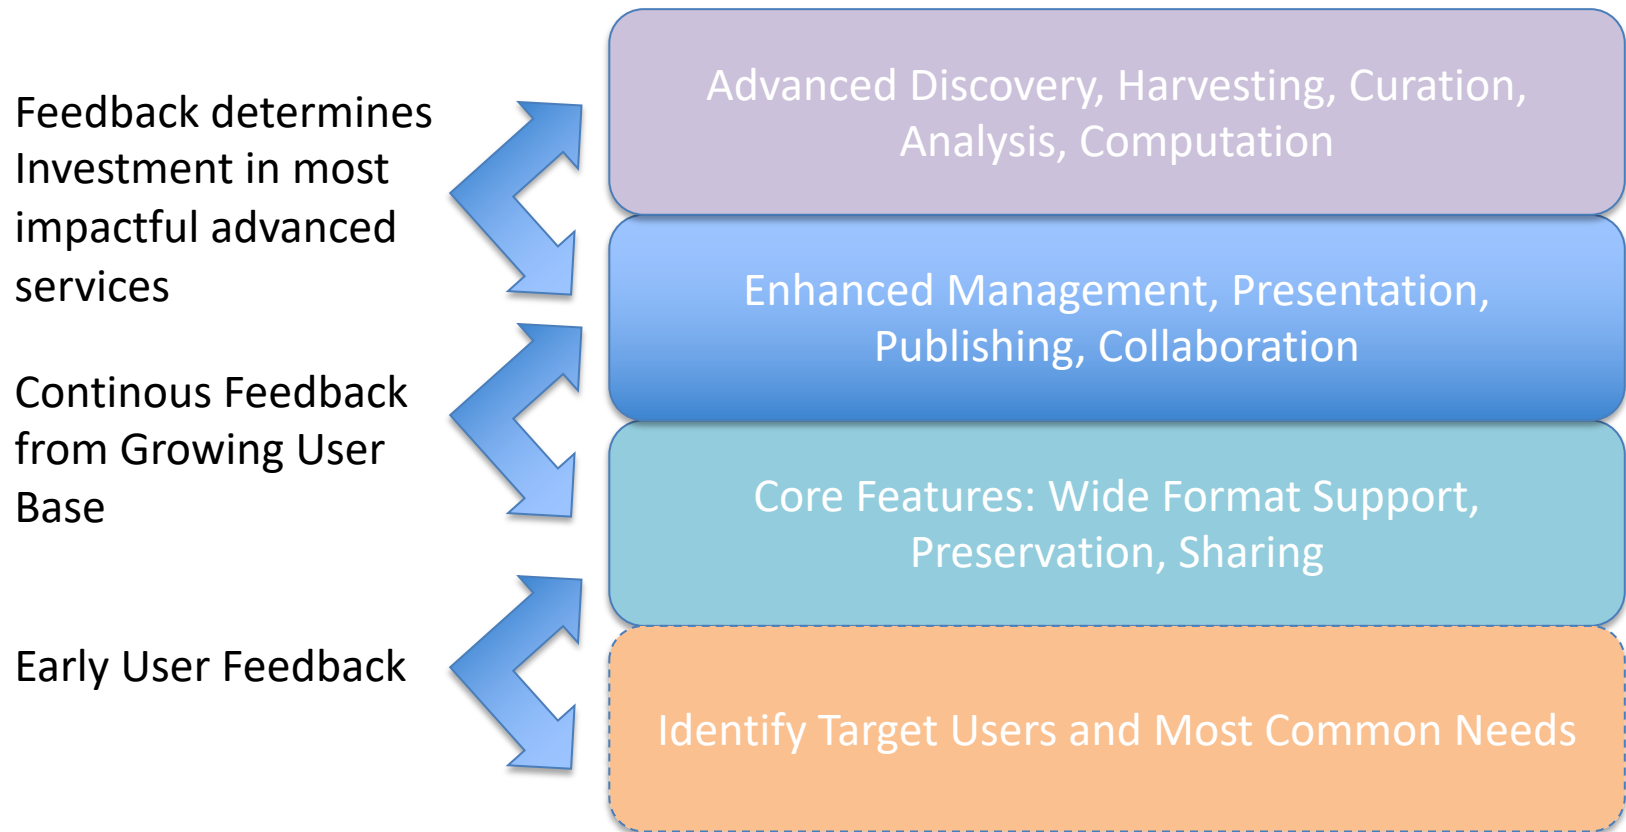 Feedback determines
Investment in most
impactful advanced
services
Continous Feedback
from Growing User
Base
Early User Feedback
Advanced Discovery, Harvesting, Curation,
Analysis, Computation
Enhanced Management, Presentation,
Publishing, Collaboration
Core Features: Wide Format Support,
Preservation, Sharing
Identify Target Users and Most Common Needs